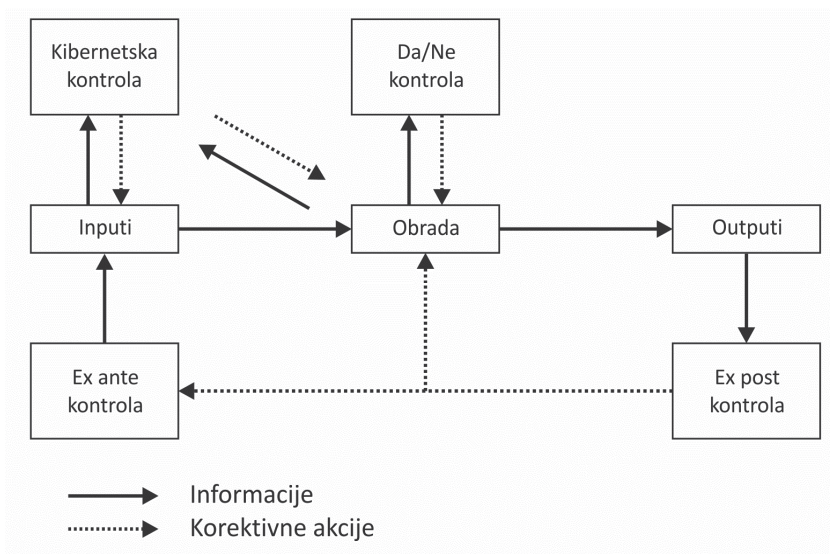 Kibernetska
kontrola
Da/Ne
kontrola
Inputi
Obrada
Outputi
Ex ante
kontrola
Ex post
kontrola
Informacije
Korektivne akcije